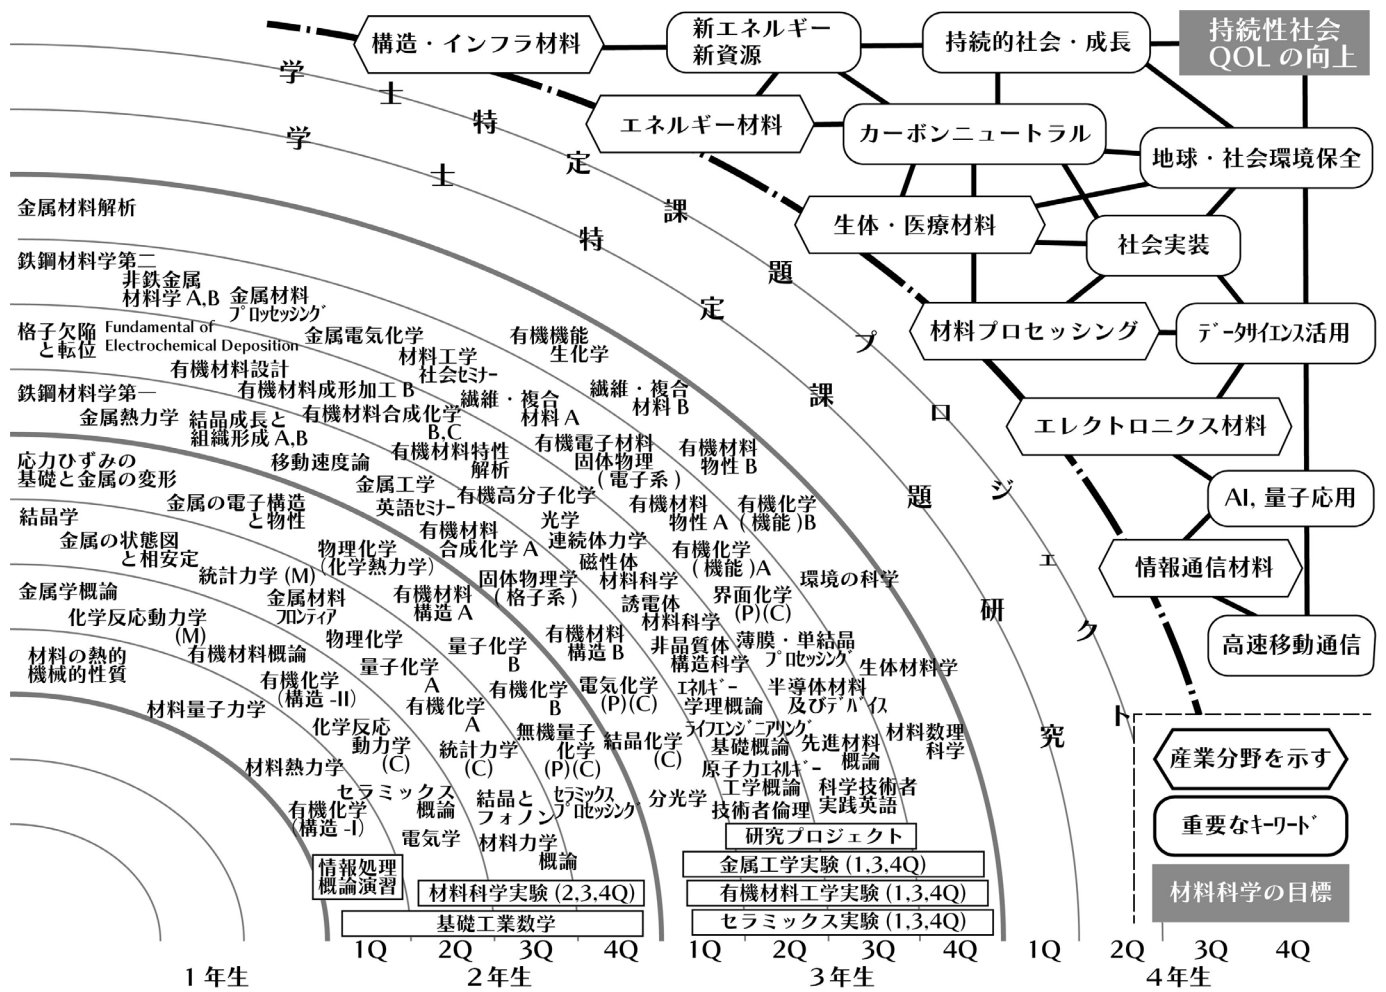 構造・インフラ材料
新エネルギー
新資源
持続的社会・成長
持続性社会
QOL の向上
エネルギー材料
カーボンニュートラル
地球・社会環境保全
生体・医療材料
社会実装
材料プロセッシング
データサイエンス活用
エレクトロニクス材料
AI, 量子応用
情報通信材料
高速移動通信
産業分野を示す
重要なキーワード
材料科学の目標
学士特定課題プロジェクト
学士特定課題研究
金属材料解析
鉄鋼材料学第二
非鉄金属
材料学 A,B
金属材料
プロッセッシング
格子欠陥
と転位
Fundamental of
Electrochemical Deposition
金属電気化学
有機機能
生化学
材料工学
社会セミナー
有機材料設計
有機材料成形加工 B
繊維・複合
材料 A
繊維・複合
材料 B
鉄鋼材料学第一
金属熱力学
結晶成長と
組織形成 A,B
有機材料合成化学
B,C
有機電子材料
固体物理
(電子系)
有機材料
物性 B
有機材料特性
解析
応力ひずみの
基礎と金属の変形
移動速度論
金属工学
英語セミナー
有機高分子化学
有機材料
物性 A
有機化学
(機能)B
結晶学
金属の電子構造
と物性
有機材料
合成化学 A
光学
連続体力学
磁性体
材料科学
有機化学
(機能)A
環境の科学
金属の状態図
と相安定
物理化学
(化学熱力学)
統計力学 (M)
固体物理学
(格子系)
誘電体
材料科学
界面化学
(P)(C)
金属学概論
金属材料
フロンティア
有機材料
構造 A
化学反応動力学
(M)
物理化学
量子化学
B
有機材料
構造 B
非晶質体
構造科学
薄膜・単結晶
プロセッシング
生体材料学
材料の熱的
機械的性質
有機材料概論
量子化学
A
有機化学
(構造 -II)
有機化学
B
電気化学
(P)(C)
エネルギー
学理概論
半導体材料
及びデバイス
材料量子力学
有機化学
A
化学反応
動力学
(C)
統計力学
(C)
無機量子
化学
(P)(C)
結晶化学
(C)
ライフエンジニアリング
基礎概論
先進材料
概論
材料数理
科学
材料熱力学
原子力エネルギー
工学概論
科学技術者
実践英語
セラミックス
概論
有機化学
(構造 -I)
結晶と
フォノン
セラミックス
プロセッシング
分光学
技術者倫理
電気学
材料力学
概論
研究プロジェクト
情報処理
概論演習
金属工学実験 (1,3,4Q)
材料科学実験 (2,3,4Q)
有機材料工学実験 (1,3,4Q)
基礎工業数学
セラミックス実験 (1,3,4Q)
1Q 2Q 3Q 4Q 1Q 2Q 3Q 4Q 1Q 2Q 3Q 4Q
1 年生 2 年生 3 年生 4 年生